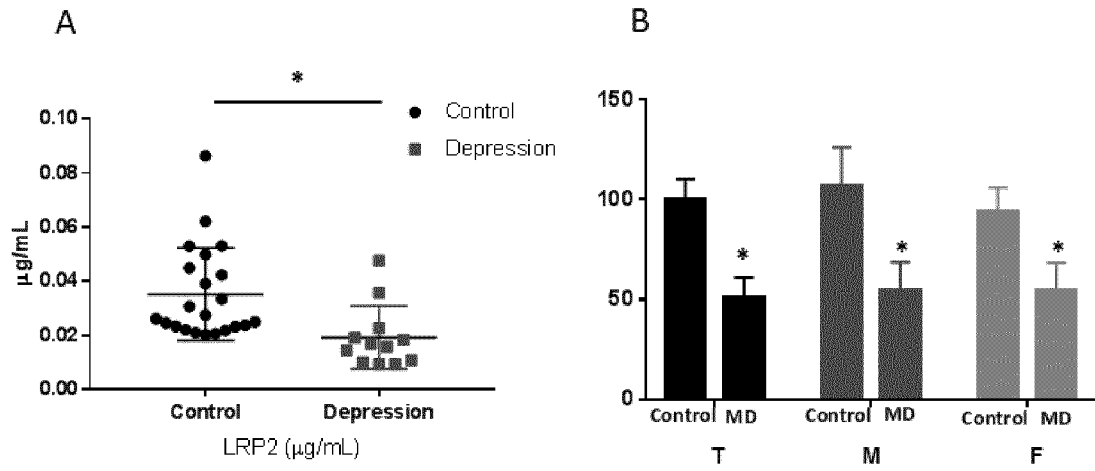 A
*
Control
Depression
µg/mL
0.10
0.08
0.06
0.04
0.02
0.00
Control Depression
LRP2 (µg/mL)
B
150
100
50
0
*
*
*
Control MD Control MD Control MD
T M F